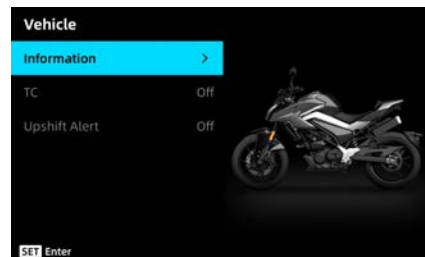 Vehicle
Information >
TC Off
Upshift Alert Off
SET Enter